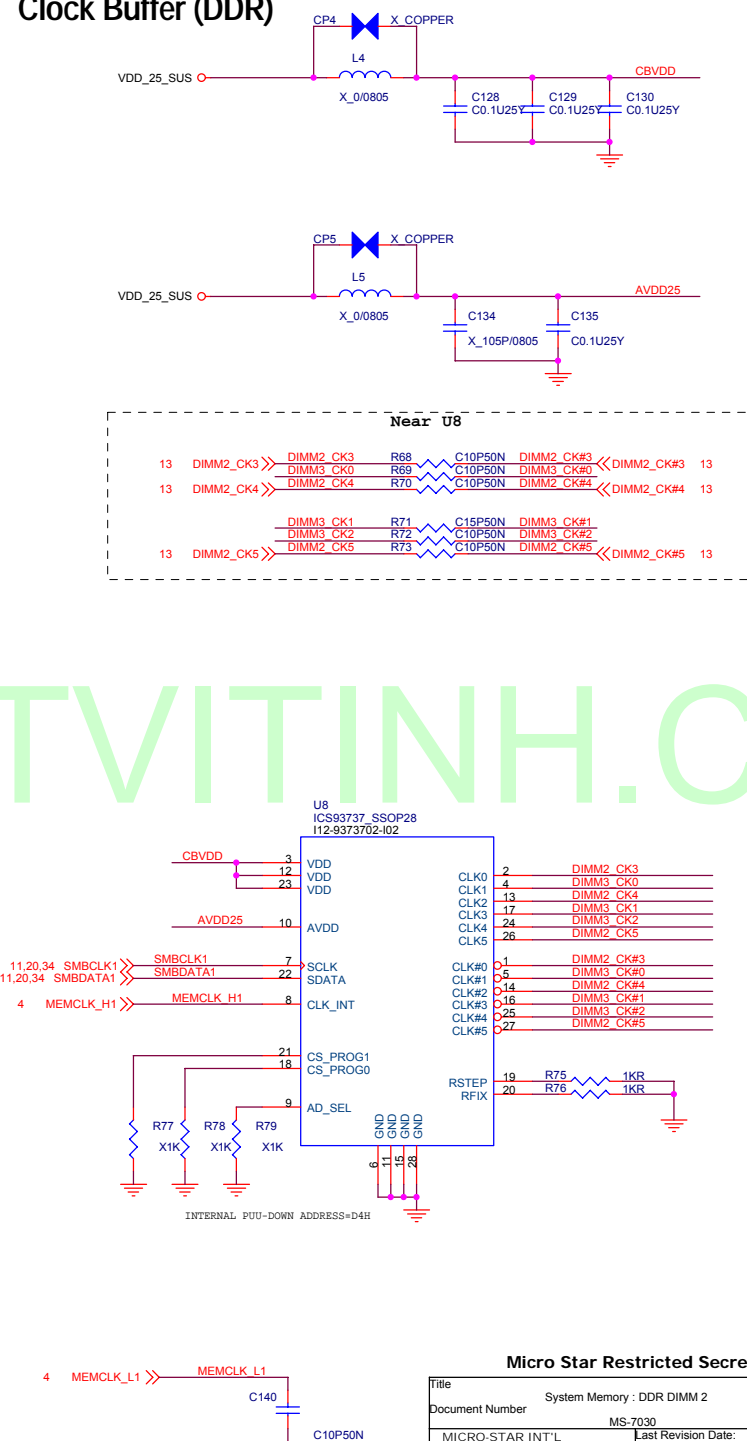 Clock Buffer (DDR)
CP4 X_COPPER
L4
VDD_25_SUS
CBVDD
X_0/0805
C128 C129 C130
C0.1U25Y C0.1U25Y C0.1U25Y
CP5 X_COPPER
L5
VDD_25_SUS
AVDD25
X_0/0805
C134 C135
X_105P/0805 C0.1U25Y
Near U8
13 DIMM2_CK3 DIMM2_CK3 R68 C10P50N DIMM2_CK#3 DIMM2_CK#3 13
DIMM3_CK0 R69 C10P50N DIMM3_CK#0
13 DIMM2_CK4 DIMM2_CK4 R70 C10P50N DIMM2_CK#4 DIMM2_CK#4 13
DIMM3_CK1 R71 C15P50N DIMM3_CK#1
DIMM3_CK2 R72 C10P50N DIMM3_CK#2
13 DIMM2_CK5 DIMM2_CK5 R73 C10P50N DIMM2_CK#5 DIMM2_CK#5 13
TVITINH.C
U8
ICS93737_SSOP28
I12-9373702-I02
CBVDD 3 VDD
12 VDD
23 VDD
AVDD25 10 AVDD
11,20,34 SMBCLK1 SMBCLK1 7 SCLK
11,20,34 SMBDATA1 SMBDATA1 22 SDATA
4 MEMCLK_H1 MEMCLK_H1 8 CLK_INT
21 CS_PROG1
18 CS_PROG0
9 AD_SEL
CLK0 2 DIMM2_CK3
CLK1 4 DIMM3_CK0
CLK2 13 DIMM2_CK4
CLK3 17 DIMM3_CK1
CLK4 24 DIMM3_CK2
CLK5 26 DIMM2_CK5
CLK#0 1 DIMM2_CK#3
CLK#1 5 DIMM3_CK#0
CLK#2 14 DIMM2_CK#4
CLK#3 16 DIMM3_CK#1
CLK#4 25 DIMM3_CK#2
CLK#5 27 DIMM2_CK#5
RSTEP 19 R75 1KR
RFIX 20 R76 1KR
GND GND GND GND
6 11 15 28
R77 R78 R79
X1K X1K X1K
INTERNAL PUU-DOWN ADDRESS=D4H
4 MEMCLK_L1 MEMCLK_L1
C140
C10P50N
Micro Star Restricted Secre
Title
System Memory : DDR DIMM 2
Document Number
MS-7030
MICRO-STAR INT'L
Last Revision Date: